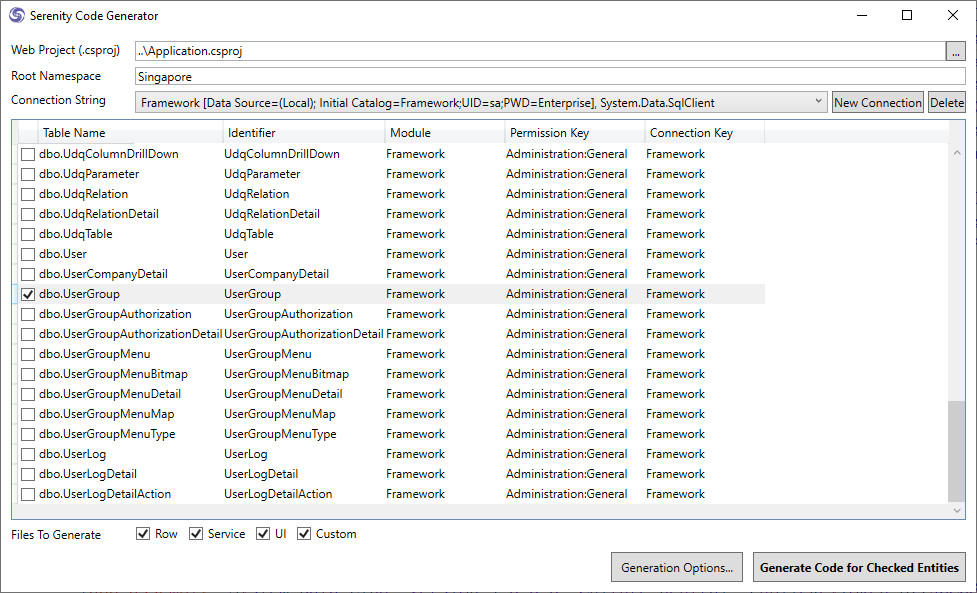 Serenity Code Generator
Web Project (.csproj) ..\Application.csproj ...
Root Namespace Singapore
Connection String Framework [Data Source=(Local); Initial Catalog=Framework;UID=sa;PWD=Enterprise], System.Data.SqlClient New Connection Delete
Table Name Identifier Module Permission Key Connection Key
dbo.UdqColumnDrillDown UdqColumnDrillDown Framework Administration:General Framework
dbo.UdqParameter UdqParameter Framework Administration:General Framework
dbo.UdqRelation UdqRelation Framework Administration:General Framework
dbo.UdqRelationDetail UdqRelationDetail Framework Administration:General Framework
dbo.UdqTable UdqTable Framework Administration:General Framework
dbo.User User Framework Administration:General Framework
dbo.UserCompanyDetail UserCompanyDetail Framework Administration:General Framework
dbo.UserGroup UserGroup Framework Administration:General Framework
dbo.UserGroupAuthorization UserGroupAuthorization Framework Administration:General Framework
dbo.UserGroupAuthorizationDetail UserGroupAuthorizationDetail Framework Administration:General Framework
dbo.UserGroupMenu UserGroupMenu Framework Administration:General Framework
dbo.UserGroupMenuBitmap UserGroupMenuBitmap Framework Administration:General Framework
dbo.UserGroupMenuDetail UserGroupMenuDetail Framework Administration:General Framework
dbo.UserGroupMenuMap UserGroupMenuMap Framework Administration:General Framework
dbo.UserGroupMenuType UserGroupMenuType Framework Administration:General Framework
dbo.UserLog UserLog Framework Administration:General Framework
dbo.UserLogDetail UserLogDetail Framework Administration:General Framework
dbo.UserLogDetailAction UserLogDetailAction Framework Administration:General Framework
Files To Generate Row Service UI Custom
Generation Options... Generate Code for Checked Entities